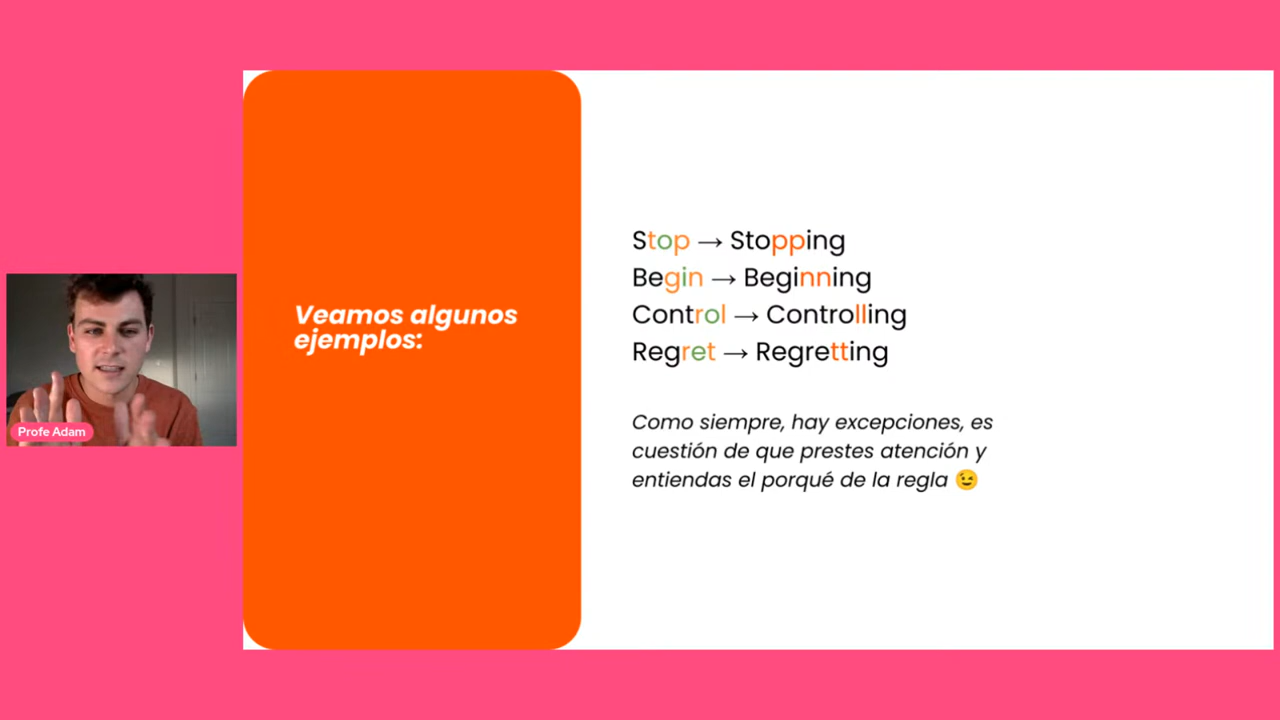 Veamos algunos
ejemplos:
Stop → Stopping
Begin → Beginning
Control → Controlling
Regret → Regretting
Como siempre, hay excepciones, es
cuestión de que prestes atención y
entiendas el porqué de la regla 😉
Profe Adam